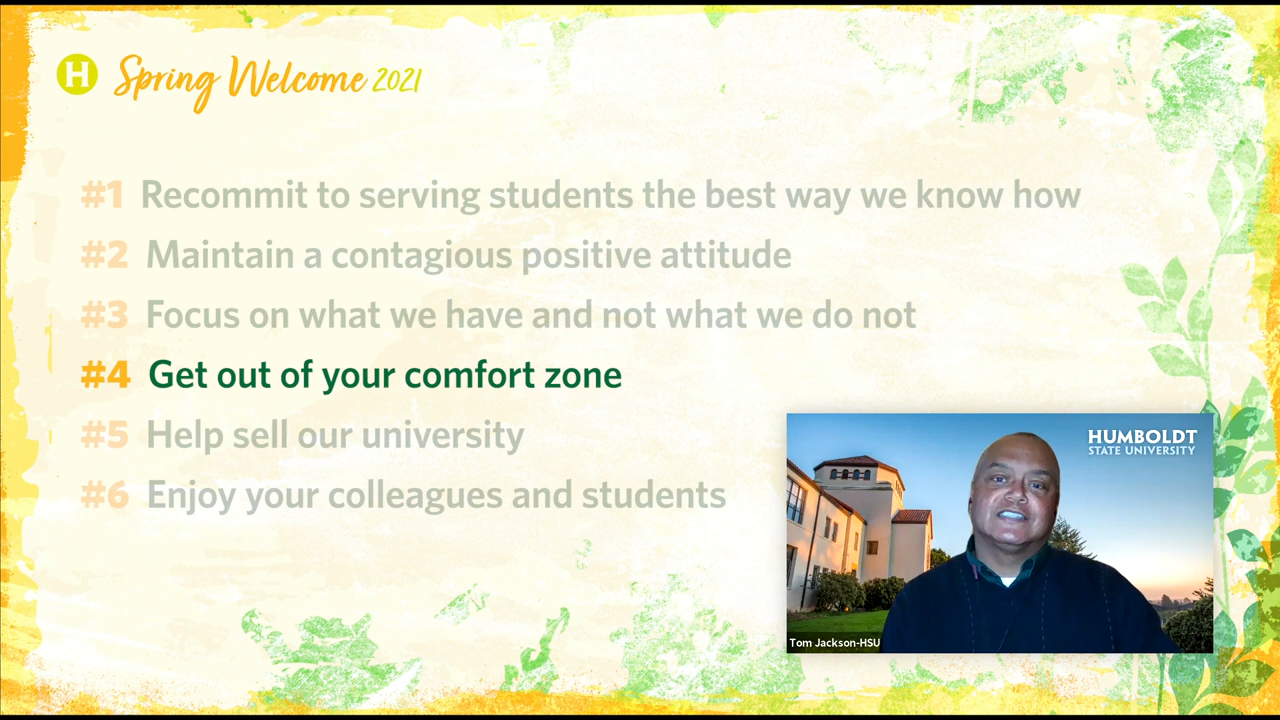 H Spring Welcome 2021
#1 Recommit to serving students the best way we know how
#2 Maintain a contagious positive attitude
#3 Focus on what we have and not what we do not
#4 Get out of your comfort zone
#5 Help sell our university
#6 Enjoy your colleagues and students
HUMBOLDT
STATE UNIVERSITY
Tom Jackson-HSU